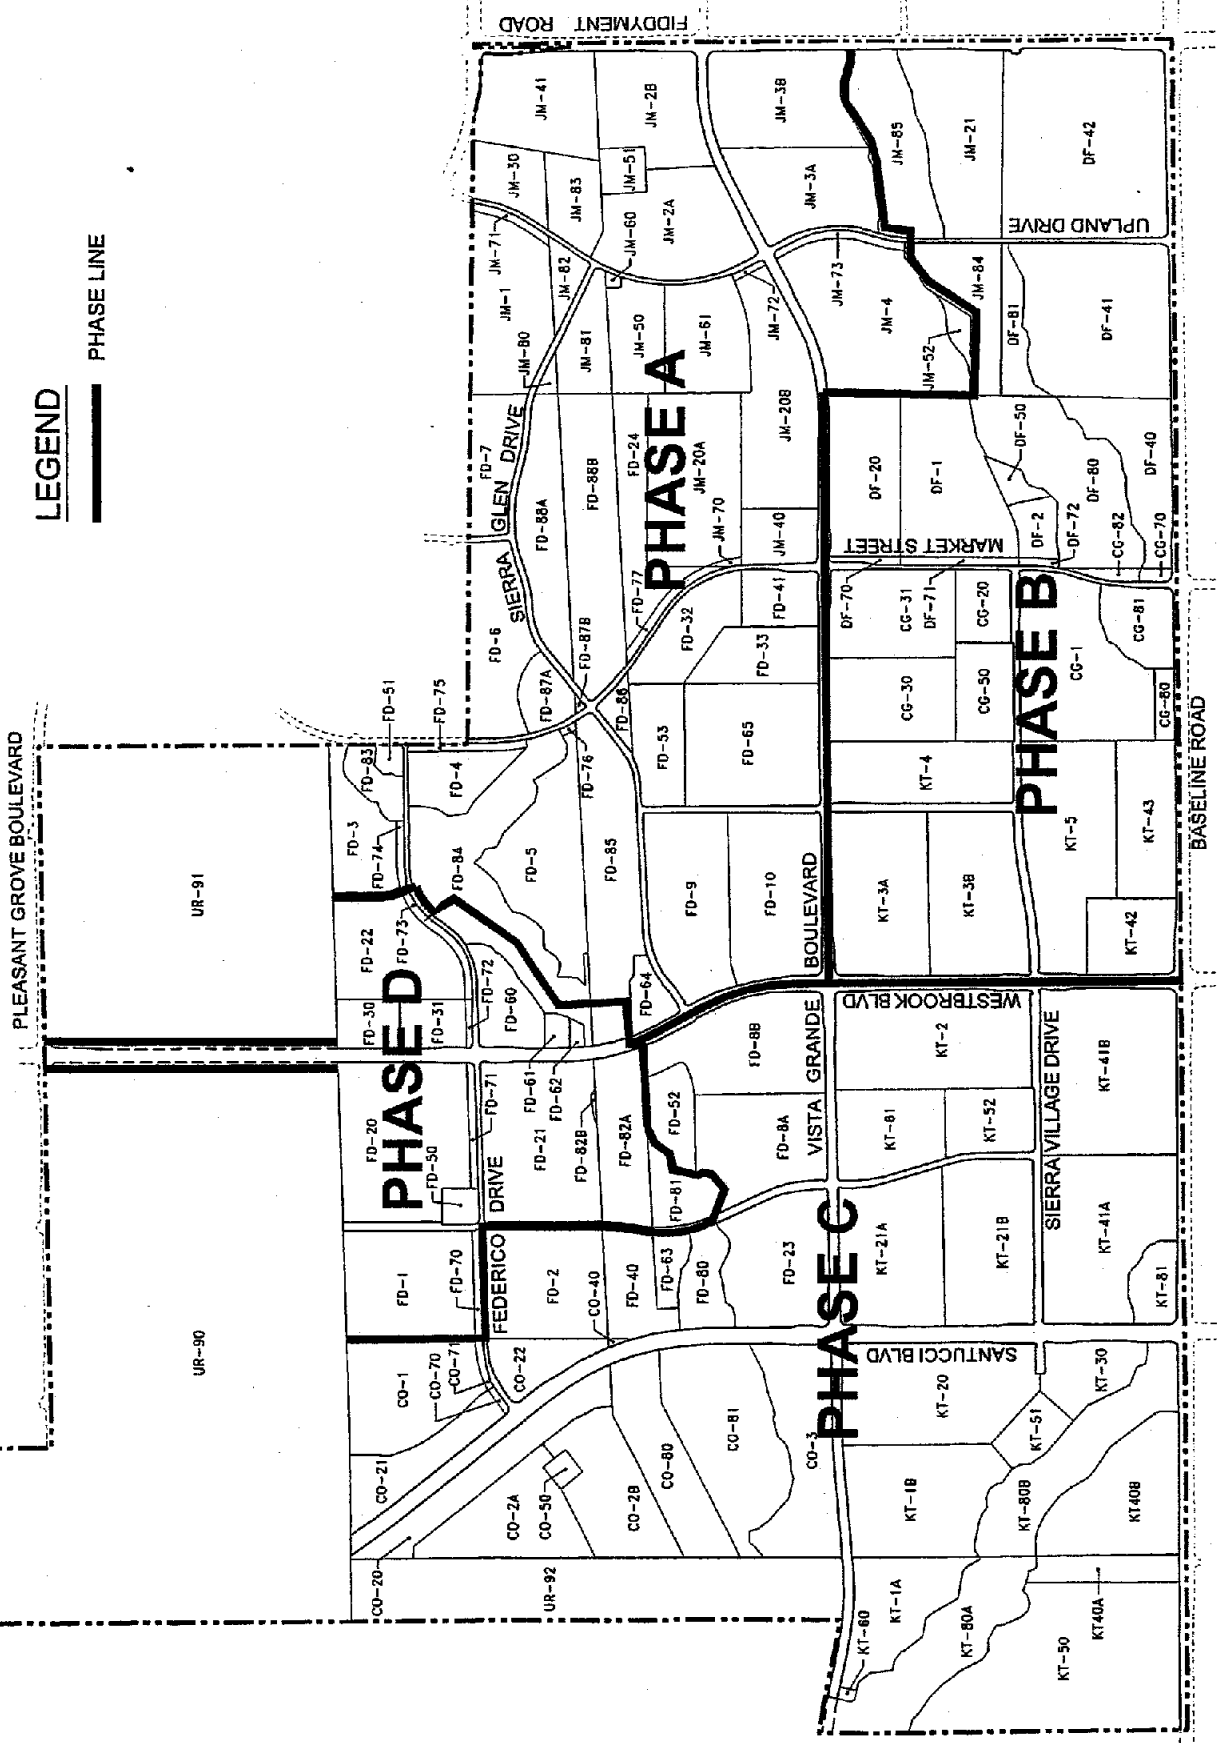 LEGEND
PHASE LINE
PLEASANT GROVE BOULEVARD
FIDDYMENT
ROAD
UR-91
UR-90
UR-92
PHASE A
PHASE B
PHASE C
PHASE D
JM-41
JM-2B
JM-3B
JM-85
JM-21
DF-42
JM-30
JM-83
JM-51
JM-3A
JM-71
JM-60
JM-2A
UPLAND DRIVE
JM-1
JM-82
JM-72
JM-73
JM-84
JM-80
JM-81
JM-50
JM-61
JM-4
JM-52
DF-81
DF-41
SIERRA GLEN DRIVE
FD-7
FD-88A
FD-88B
FD-24
JM-20A
JM-20B
DF-20
DF-1
DF-50
DF-80
DF-40
JM-70
JM-40
MARKET STREET
DF-2
DF-72
CG-82
CG-70
FD-6
FD-87B
FD-77
FD-32
FD-41
FD-33
DF-70
CG-31
DF-71
CG-20
CG-1
CG-81
FD-51
FD-75
FD-87A
FD-86
FD-53
FD-65
CG-30
CG-50
CG-80
FD-83
FD-4
FD-76
KT-4
FD-3
FD-74
FD-84
FD-5
FD-85
FD-9
FD-10
KT-3A
KT-3B
KT-5
KT-43
KT-42
BASELINE ROAD
VISTA GRANDE BOULEVARD
FD-22
FD-73
FD-72
FD-60
FD-64
WESTBROOK BLVD
FD-30
FD-31
FD-61
FD-62
FD-8B
KT-2
KT-41B
FD-20
FD-71
FD-21
FD-82B
FD-82A
FD-52
FD-8A
KT-81
KT-52
SIERRA VILLAGE DRIVE
FD-50
FEDERICO DRIVE
FD-81
FD-1
FD-70
FD-2
CO-40
FD-40
FD-63
FD-80
FD-23
KT-21A
KT-21B
KT-41A
KT-81
CO-1
CO-70
CO-71
CO-22
SANTUCCI BLVD
KT-20
KT-51
KT-30
CO-21
CO-2A
CO-50
CO-2B
CO-80
CO-81
CO-3
KT-1B
KT-80B
KT40B
CO-20
KT-60
KT-1A
KT-80A
KT-50
KT40A